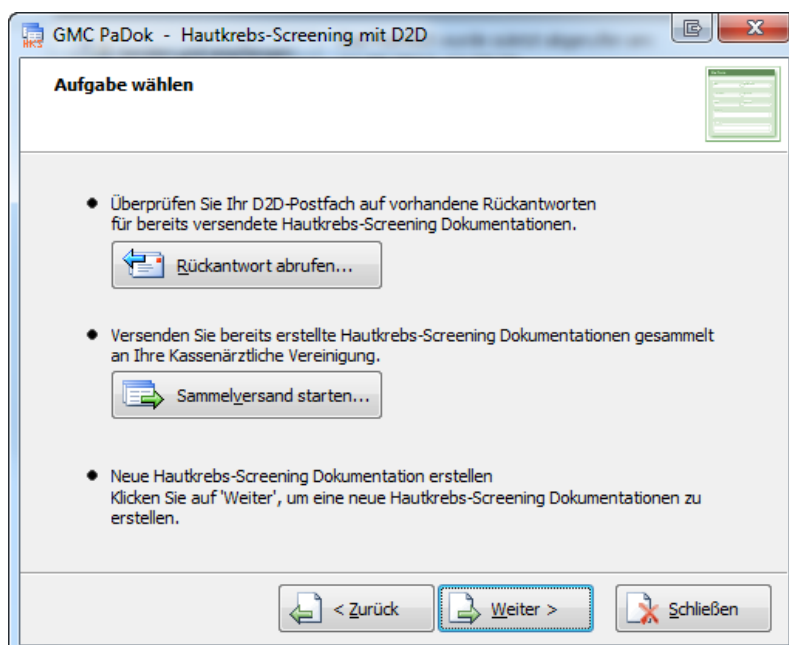 GMC PaDok - Hautkrebs-Screening mit D2D
HKS
Aufgabe wählen
Überprüfen Sie Ihr D2D-Postfach auf vorhandene Rückantworten
für bereits versendete Hautkrebs-Screening Dokumentationen.
Rückantwort abrufen...
Versenden Sie bereits erstellte Hautkrebs-Screening Dokumentationen gesammelt
an Ihre Kassenärztliche Vereinigung.
Sammelversand starten...
Neue Hautkrebs-Screening Dokumentation erstellen
Klicken Sie auf 'Weiter', um eine neue Hautkrebs-Screening Dokumentationen zu
erstellen.
< Zurück
Weiter >
Schließen